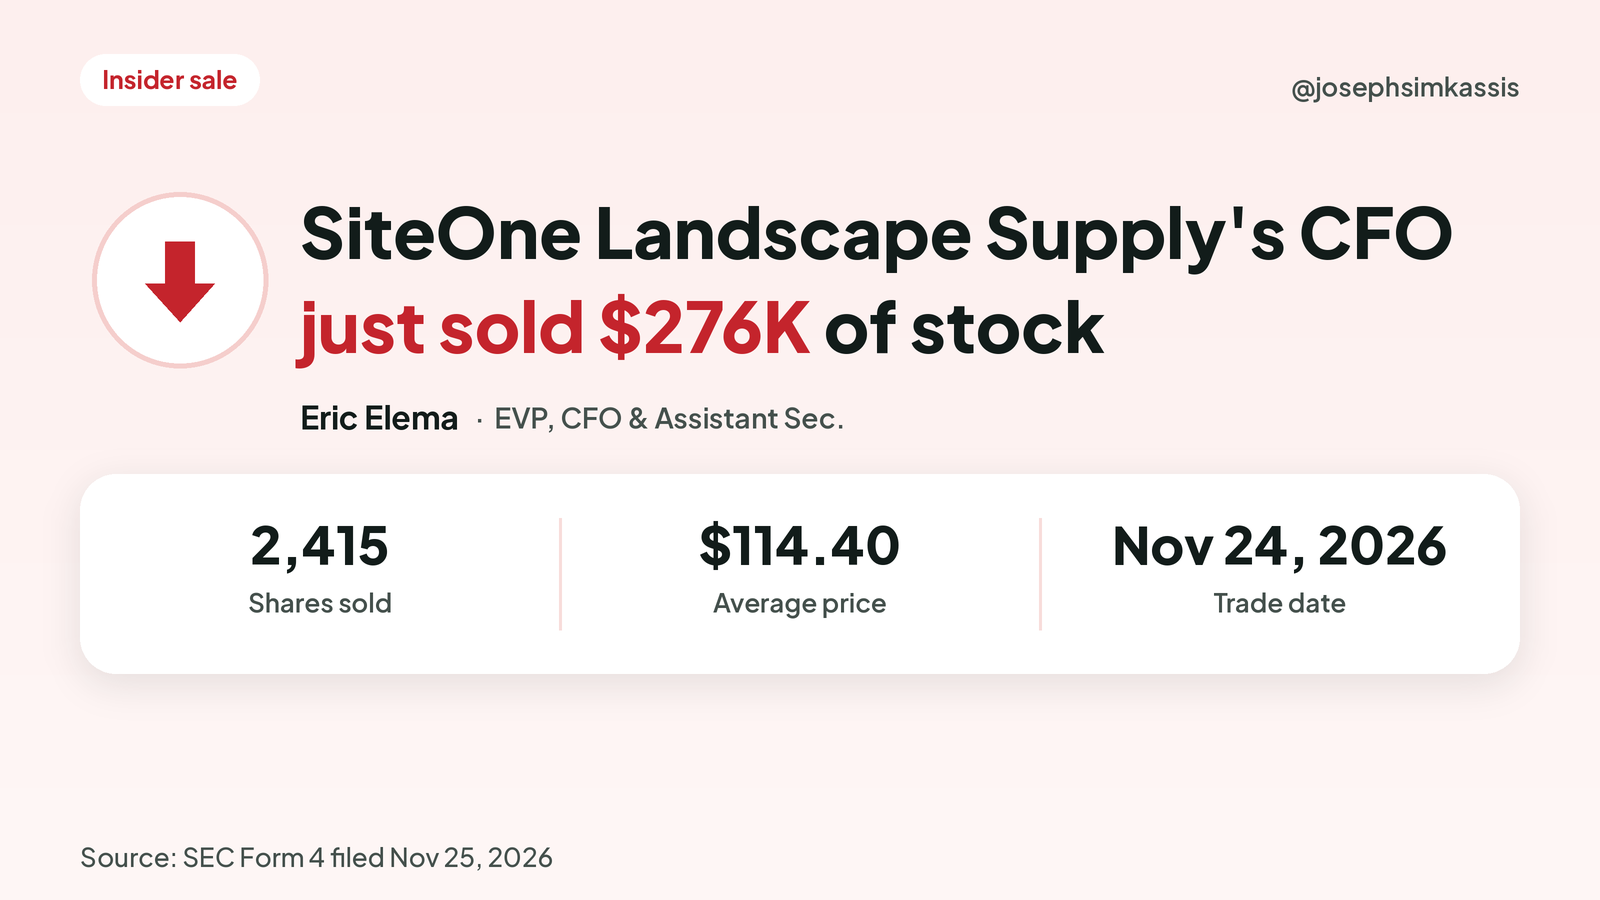 Insider sale
@josephsimkassis
SiteOne Landscape Supply's CFO
just sold $276K of stock
Eric Elema · EVP, CFO & Assistant Sec.
2,415
Shares sold
$114.40
Average price
Nov 24, 2026
Trade date
Source: SEC Form 4 filed Nov 25, 2026